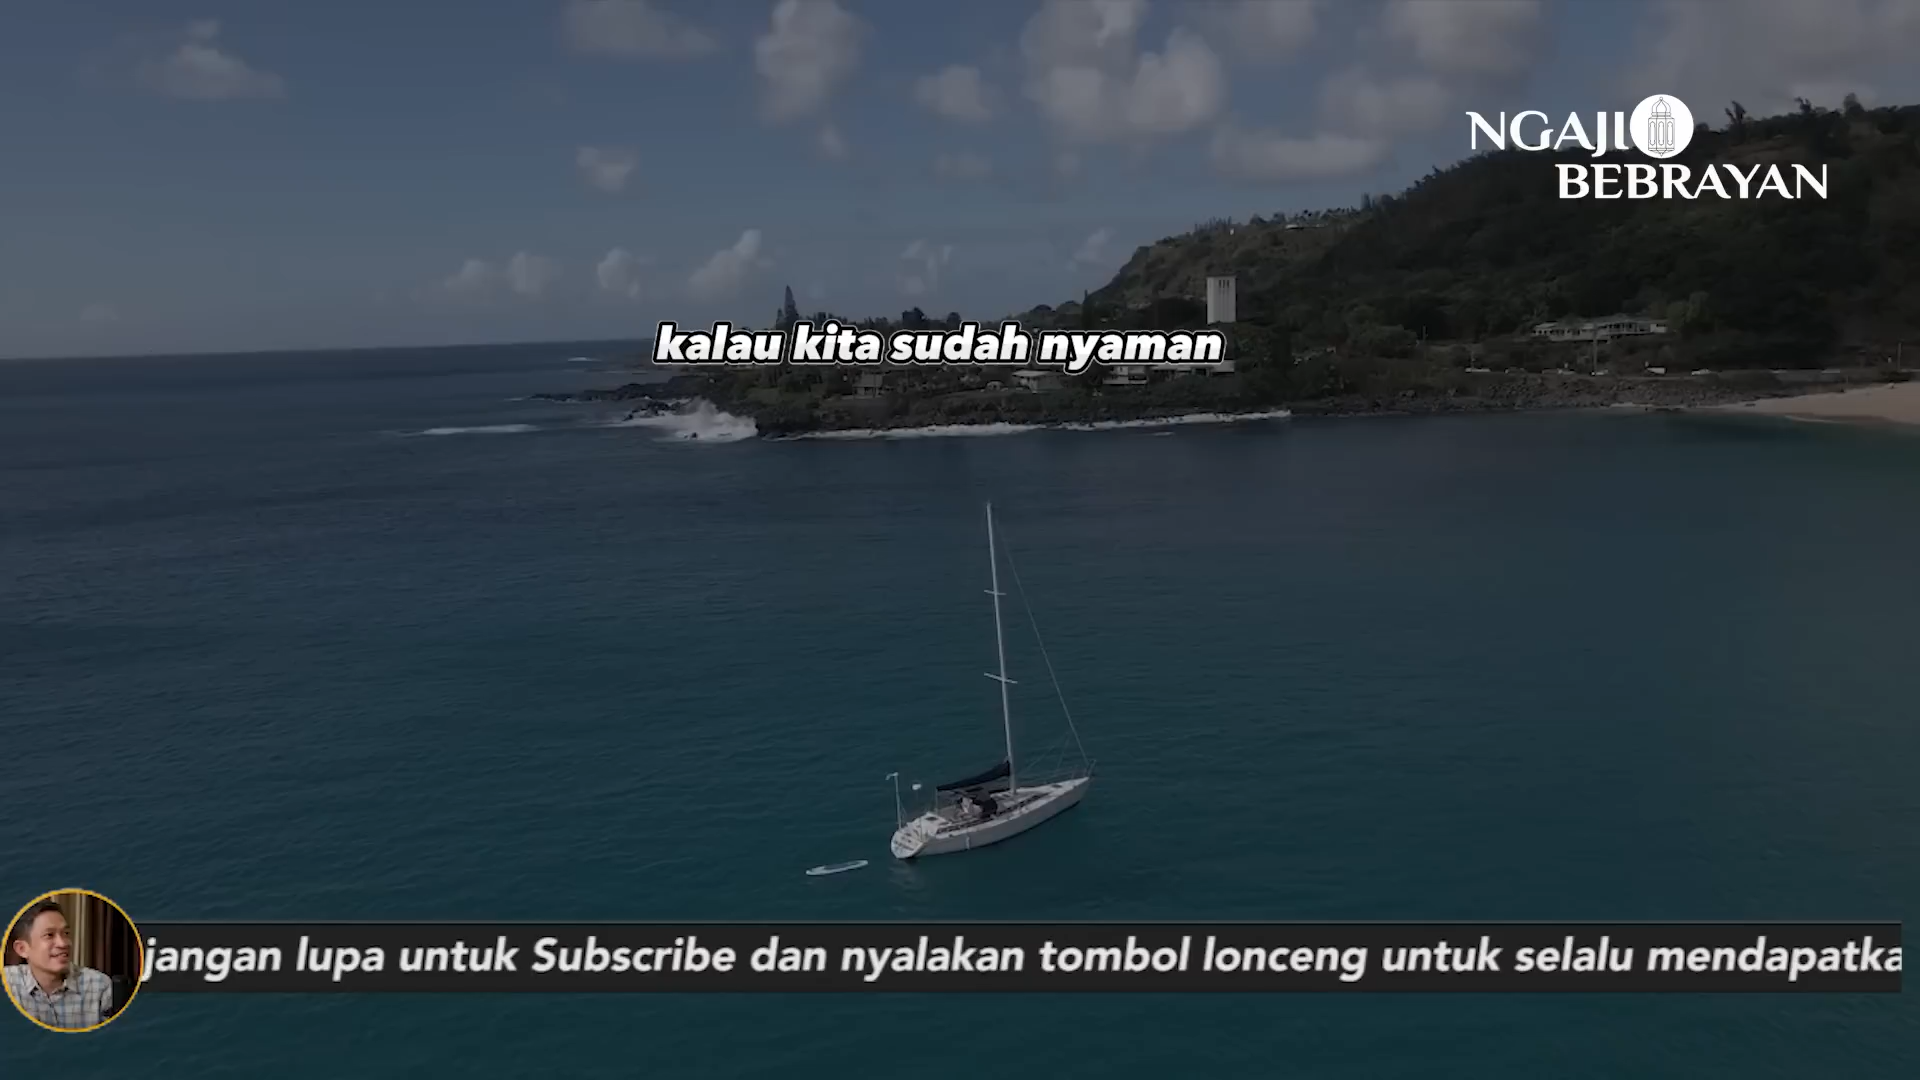 NGAJI
BEBRAYAN
kalau kita sudah nyaman
jangan lupa untuk Subscribe dan nyalakan tombol lonceng untuk selalu mendapatka